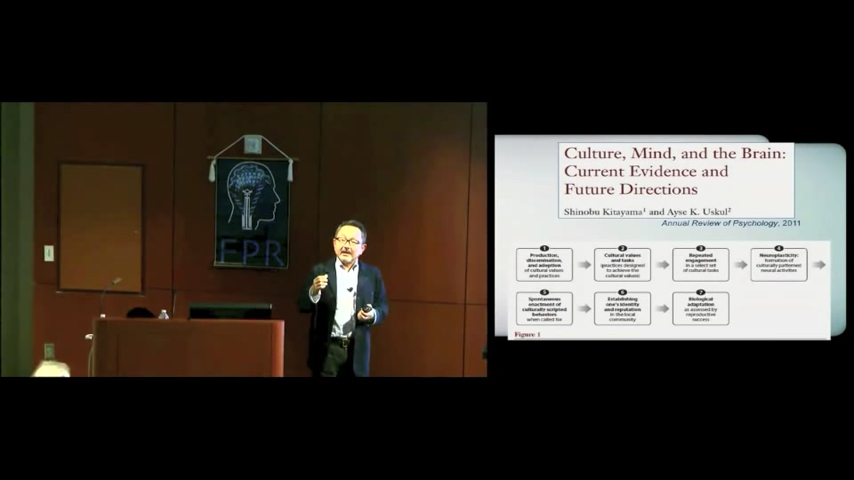 FPR
Culture, Mind, and the Brain:
Current Evidence and
Future Directions
Shinobu Kitayama¹ and Ayse K. Uskul²
Annual Review of Psychology, 2011
1
Production,
dissemination,
and adoption
of cultural values
and practices
2
Cultural values
and tasks
(practices designed
to achieve the
cultural values)
3
Repeated
engagement
in a select set
of cultural tasks
4
Neuroplasticity:
formation of
culturally patterned
neural activities
5
Spontaneous
enactment of
culturally scripted
behaviors
when called for
6
Establishing
one's identity
and reputation
in the local
community
7
Biological
adaptation
as assessed by
reproductive
success
Figure 1